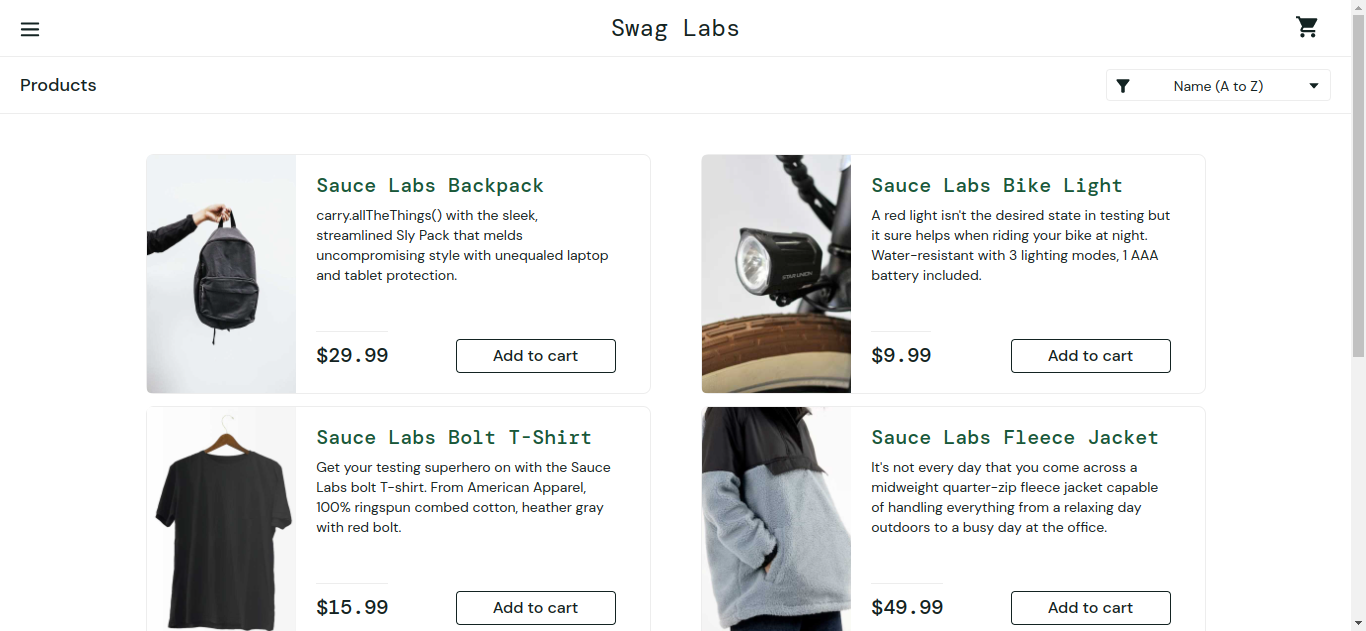 Swag Labs
Products
Name (A to Z)
Sauce Labs Backpack
carry.allTheThings() with the sleek,
streamlined Sly Pack that melds
uncompromising style with unequaled laptop
and tablet protection.
$29.99
Add to cart
Sauce Labs Bike Light
A red light isn't the desired state in testing but
it sure helps when riding your bike at night.
Water-resistant with 3 lighting modes, 1 AAA
battery included.
STAR UNION
$9.99
Add to cart
Sauce Labs Bolt T-Shirt
Get your testing superhero on with the Sauce
Labs bolt T-shirt. From American Apparel,
100% ringspun combed cotton, heather gray
with red bolt.
$15.99
Add to cart
Sauce Labs Fleece Jacket
It's not every day that you come across a
midweight quarter-zip fleece jacket capable
of handling everything from a relaxing day
outdoors to a busy day at the office.
$49.99
Add to cart